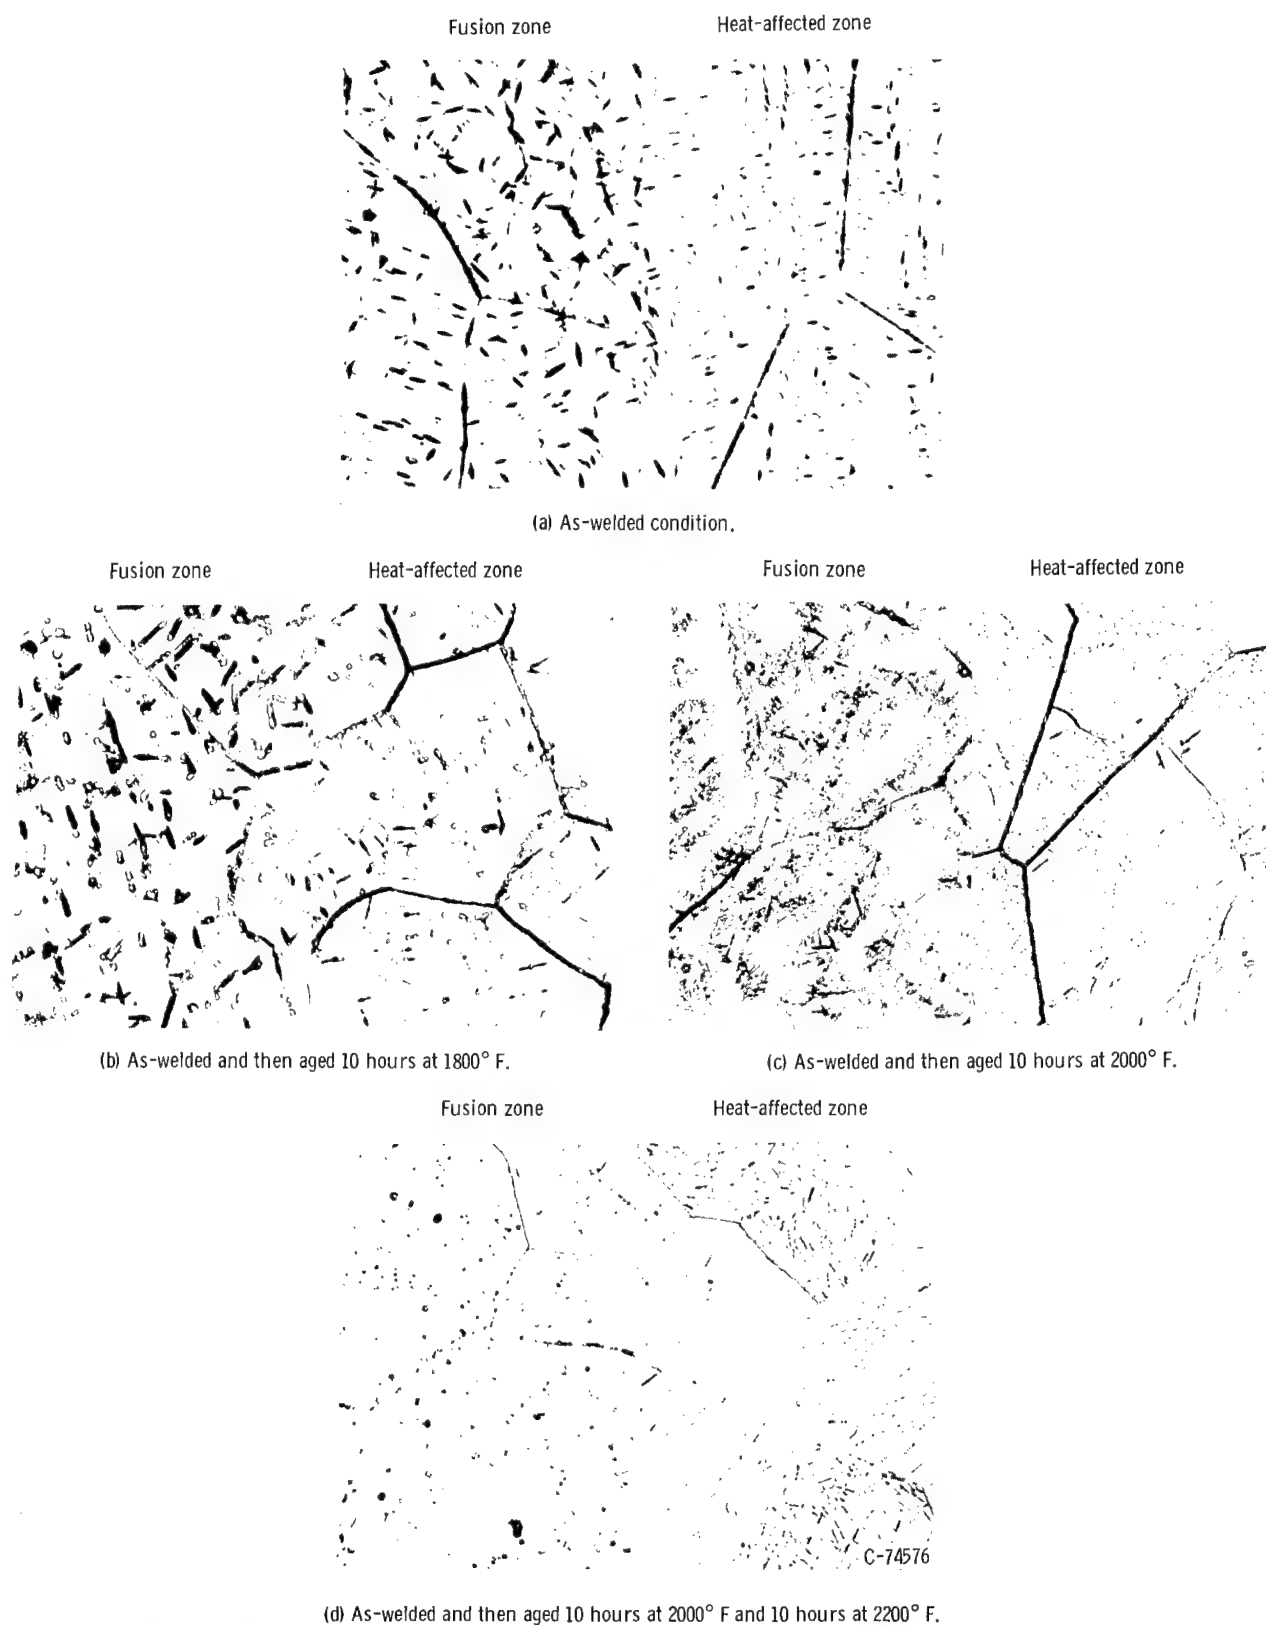 Fusion zone Heat-affected zone
(a) As-welded condition.
Fusion zone Heat-affected zone
Fusion zone Heat-affected zone
(b) As-welded and then aged 10 hours at 1800° F.
(c) As-welded and then aged 10 hours at 2000° F.
Fusion zone Heat-affected zone
C-74576
(d) As-welded and then aged 10 hours at 2000° F and 10 hours at 2200° F.